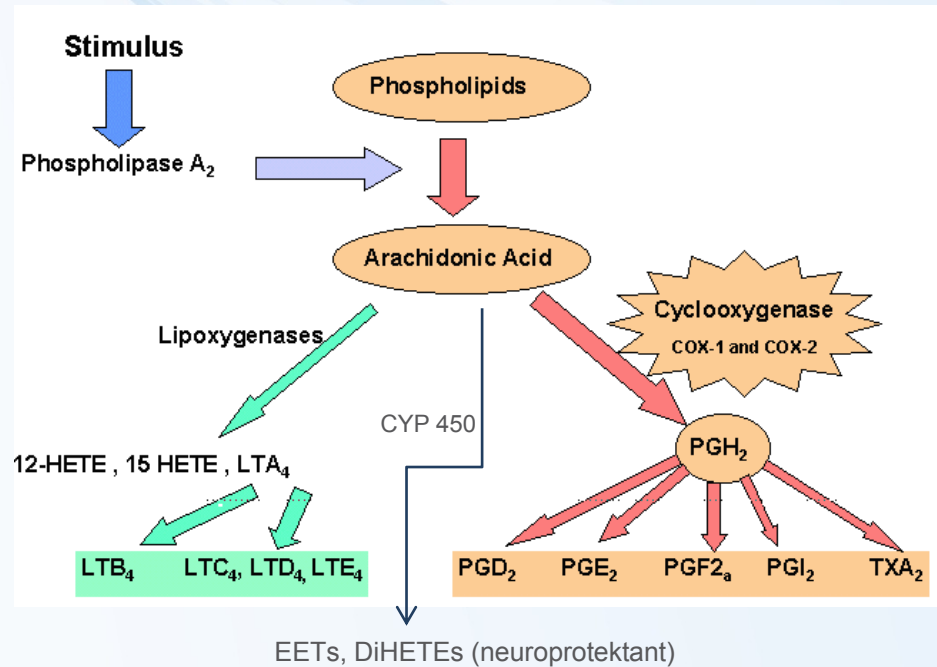 Stimulus
Phospholipids
Phospholipase A₂
Arachidonic Acid
Lipoxygenases
Cyclooxygenase
COX-1 and COX-2
CYP 450
PGH₂
12-HETE , 15 HETE , LTA₄
LTB₄ LTC₄, LTD₄, LTE₄
PGD₂ PGE₂ PGF2ₐ PGI₂ TXA₂
EETs, DiHETEs (neuroprotektant)